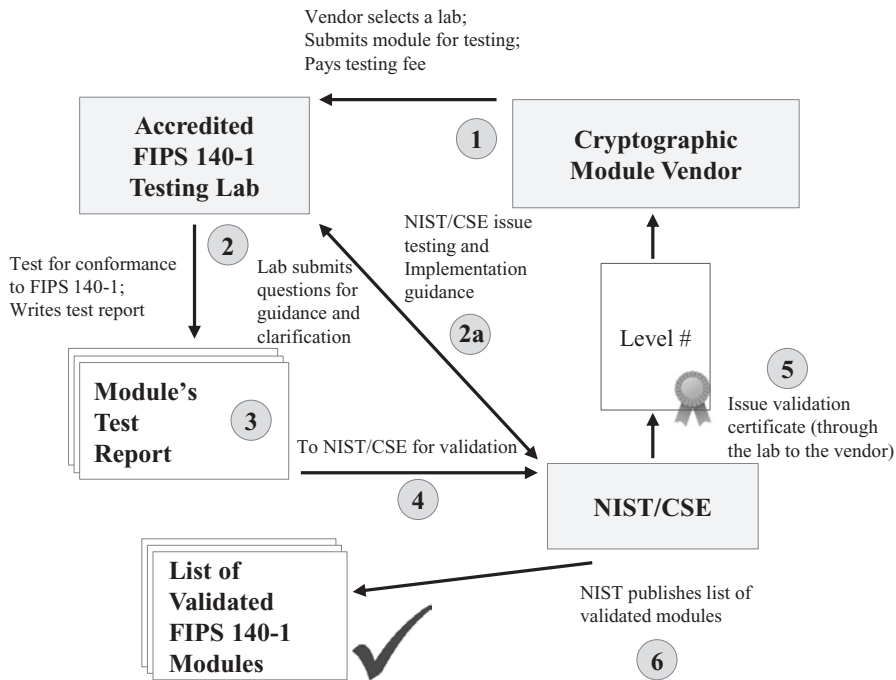 Vendor selects a lab;
Submits module for testing;
Pays testing fee
Accredited
FIPS 140-1
Testing Lab
1
Cryptographic
Module Vendor
2
Test for conformance
to FIPS 140-1;
Writes test report
Lab submits
questions for
guidance and
clarification
NIST/CSE issue
testing and
Implementation
guidance
2a
Level #
5
Issue validation
certificate (through
the lab to the vendor)
Module’s
Test
Report
3
To NIST/CSE for validation
4
NIST/CSE
List of
Validated
FIPS 140-1
Modules
NIST publishes list of
validated modules
6